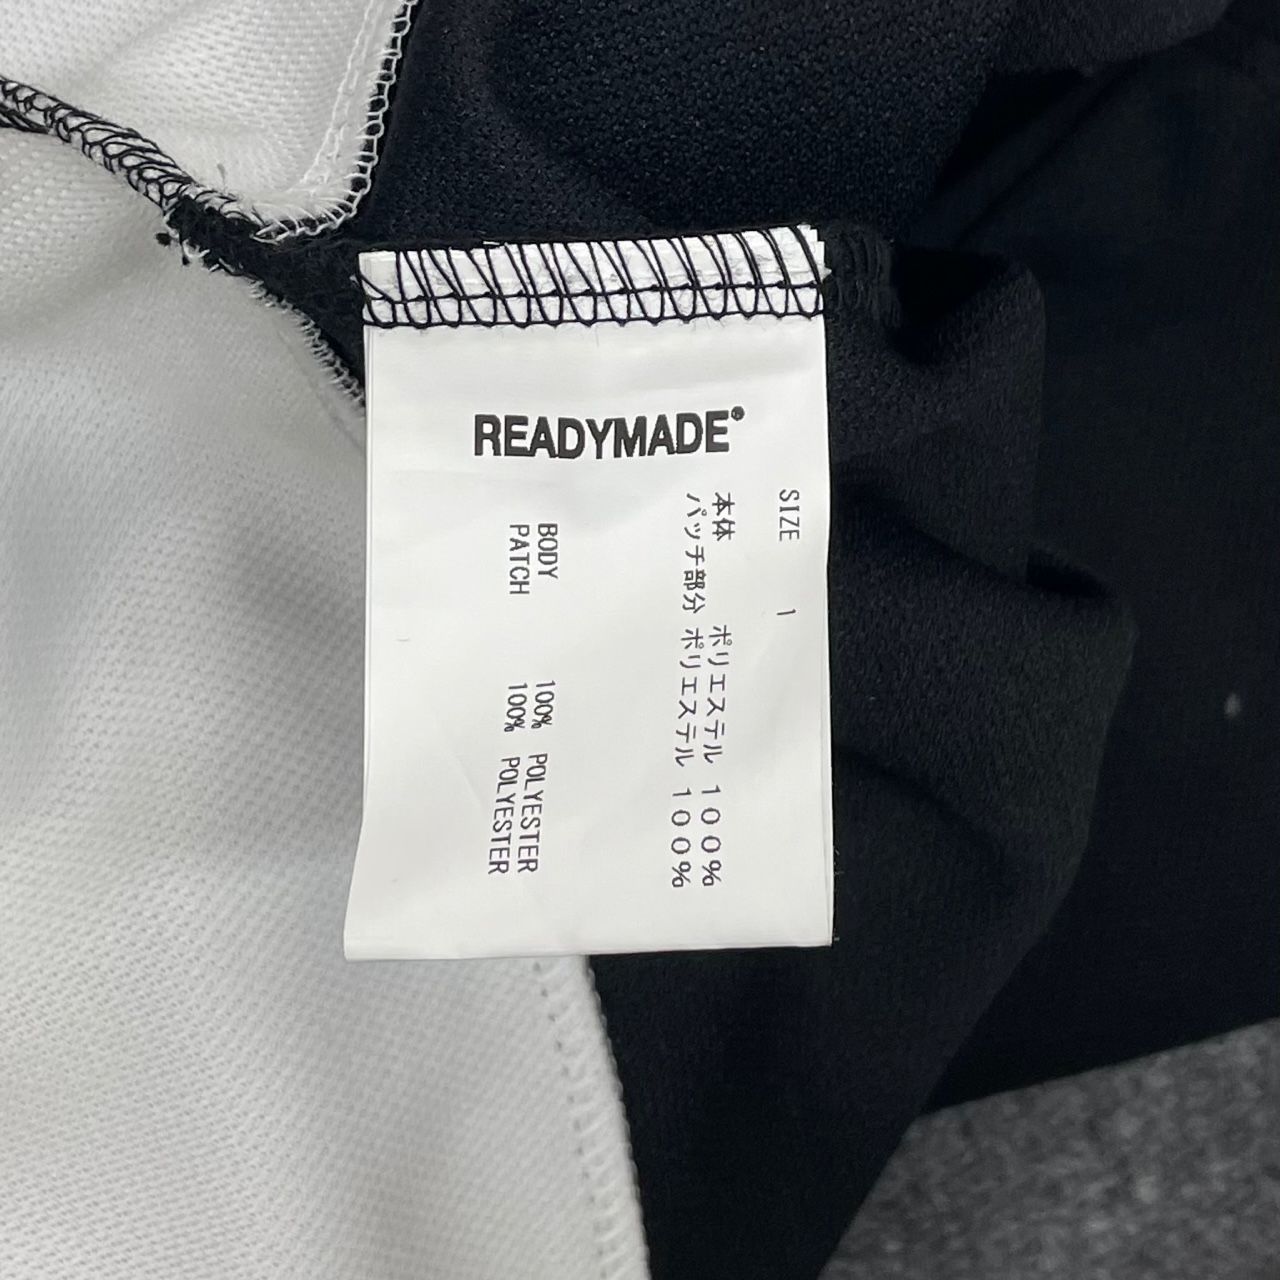 READYMADE®
SIZE 1
本体 ポリエステル 100%
パッチ部分 ポリエステル 100%
BODY 100% POLYESTER
PATCH 100% POLYESTER